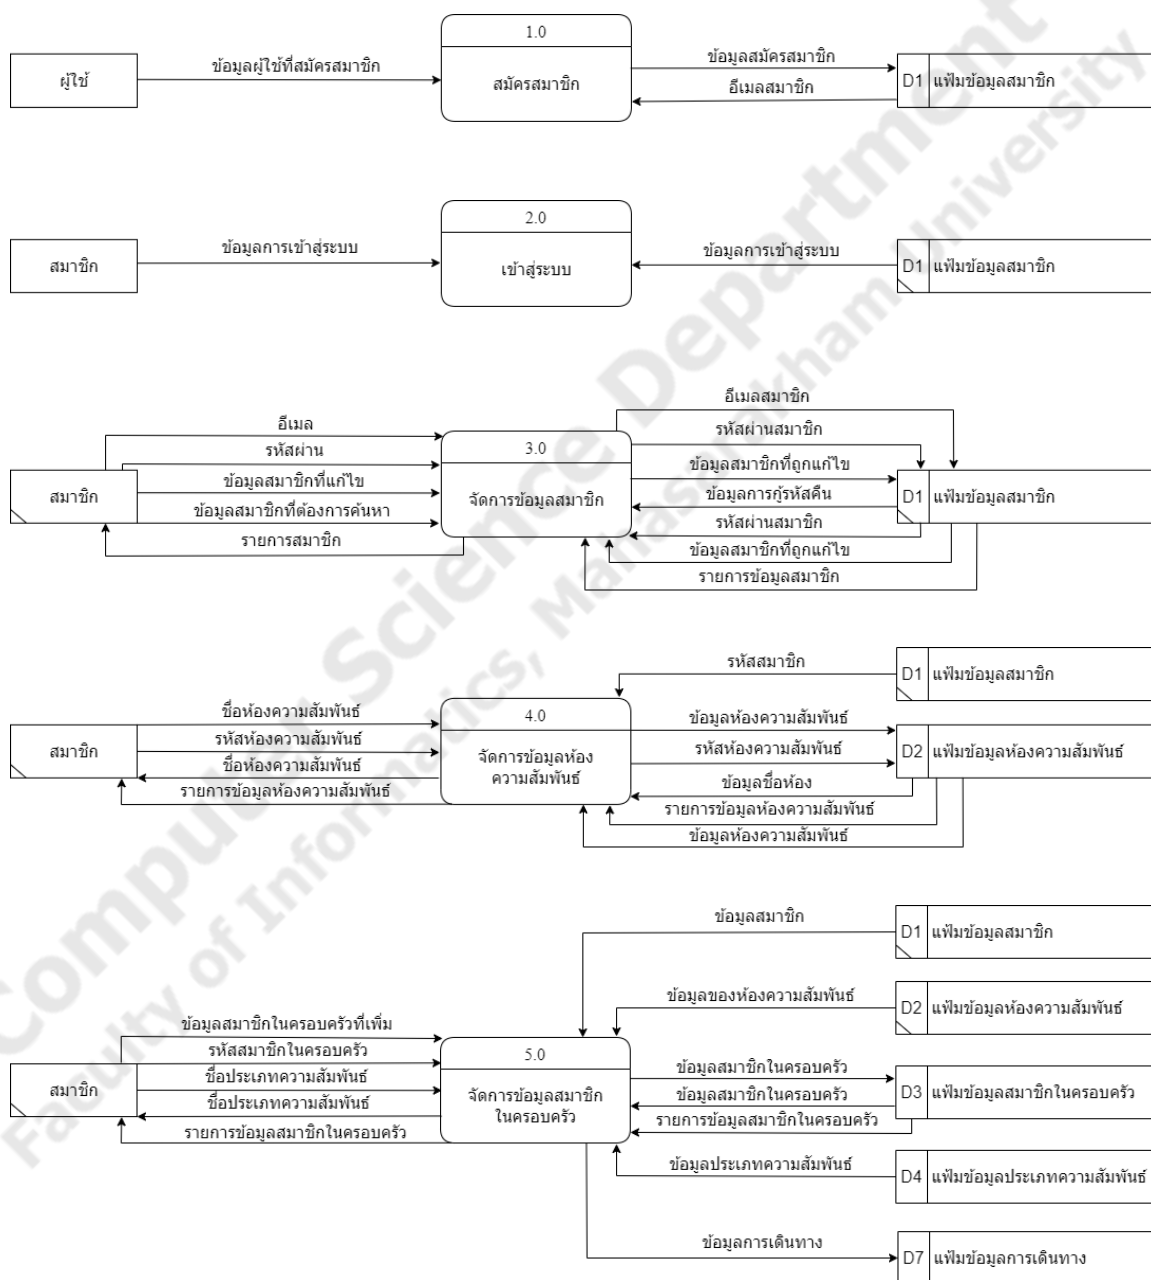 1.0
ผู้ใช้
ข้อมูลผู้ใช้ที่สมัครสมาชิก
สมัครสมาชิก
ข้อมูลสมัครสมาชิก
อีเมลสมาชิก
D1 แฟ้มข้อมูลสมาชิก
2.0
สมาชิก
ข้อมูลการเข้าสู่ระบบ
เข้าสู่ระบบ
ข้อมูลการเข้าสู่ระบบ
D1 แฟ้มข้อมูลสมาชิก
สมาชิก
อีเมล
รหัสผ่าน
ข้อมูลสมาชิกที่แก้ไข
ข้อมูลสมาชิกที่ต้องการค้นหา
รายการสมาชิก
3.0
จัดการข้อมูลสมาชิก
อีเมลสมาชิก
รหัสผ่านสมาชิก
ข้อมูลสมาชิกที่ถูกแก้ไข
ข้อมูลการกู้รหัสคืน
รหัสผ่านสมาชิก
ข้อมูลสมาชิกที่ถูกแก้ไข
รายการข้อมูลสมาชิก
D1 แฟ้มข้อมูลสมาชิก
สมาชิก
ชื่อห้องความสัมพันธ์
รหัสห้องความสัมพันธ์
ชื่อห้องความสัมพันธ์
รายการข้อมูลห้องความสัมพันธ์
4.0
จัดการข้อมูลห้อง
ความสัมพันธ์
รหัสสมาชิก
D1 แฟ้มข้อมูลสมาชิก
ข้อมูลห้องความสัมพันธ์
รหัสห้องความสัมพันธ์
ข้อมูลชื่อห้อง
รายการข้อมูลห้องความสัมพันธ์
ข้อมูลห้องความสัมพันธ์
D2 แฟ้มข้อมูลห้องความสัมพันธ์
สมาชิก
ข้อมูลสมาชิกในครอบครัวที่เพิ่ม
รหัสสมาชิกในครอบครัว
ชื่อประเภทความสัมพันธ์
ชื่อประเภทความสัมพันธ์
รายการข้อมูลสมาชิกในครอบครัว
5.0
จัดการข้อมูลสมาชิก
ในครอบครัว
ข้อมูลสมาชิก
D1 แฟ้มข้อมูลสมาชิก
ข้อมูลของห้องความสัมพันธ์
D2 แฟ้มข้อมูลห้องความสัมพันธ์
ข้อมูลสมาชิกในครอบครัว
ข้อมูลสมาชิกในครอบครัว
รายการข้อมูลสมาชิกในครอบครัว
D3 แฟ้มข้อมูลสมาชิกในครอบครัว
ข้อมูลประเภทความสัมพันธ์
D4 แฟ้มข้อมูลประเภทความสัมพันธ์
ข้อมูลการเดินทาง
D7 แฟ้มข้อมูลการเดินทาง
Computer Science Department
Faculty of Informatics, Mahasarakham University